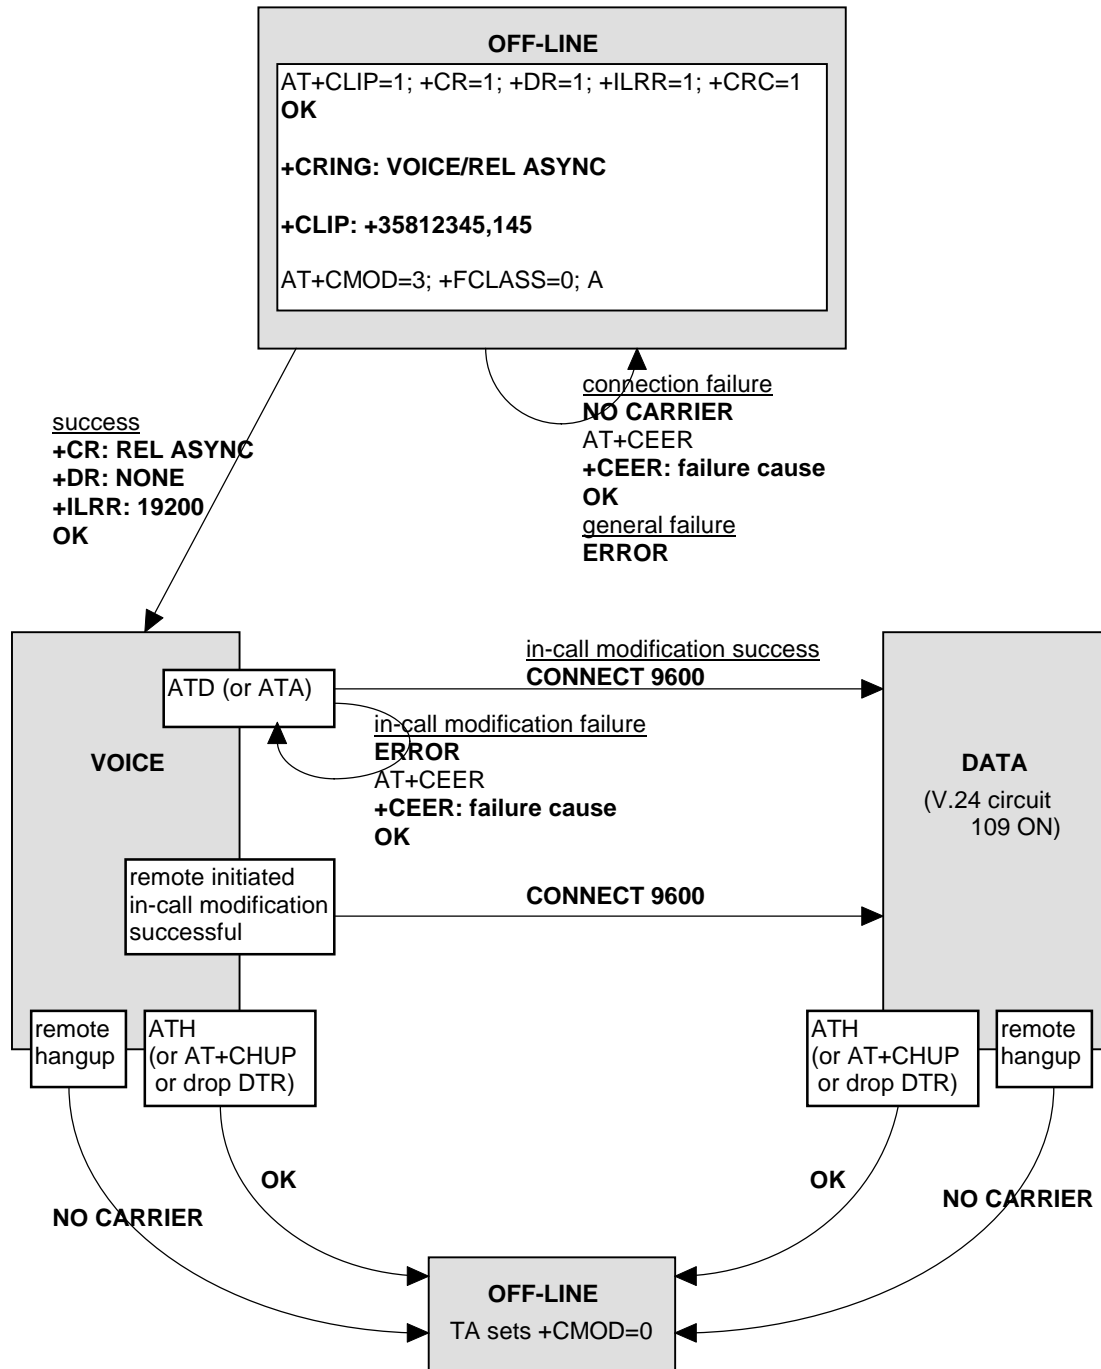 OFF-LINE
AT+CLIP=1; +CR=1; +DR=1; +ILRR=1; +CRC=1
OK
+CRING: VOICE/REL ASYNC
+CLIP: +35812345,145
AT+CMOD=3; +FCLASS=0; A
success
+CR: REL ASYNC
+DR: NONE
+ILRR: 19200
OK
connection failure
NO CARRIER
AT+CEER
+CEER: failure cause
OK
general failure
ERROR
VOICE
ATD (or ATA)
in-call modification success
CONNECT 9600
in-call modification failure
ERROR
AT+CEER
+CEER: failure cause
OK
DATA
(V.24 circuit
109 ON)
remote initiated
in-call modification
successful
CONNECT 9600
remote
hangup
ATH
(or AT+CHUP
or drop DTR)
ATH
(or AT+CHUP
or drop DTR)
remote
hangup
NO CARRIER
OK
OK
NO CARRIER
OFF-LINE
TA sets +CMOD=0